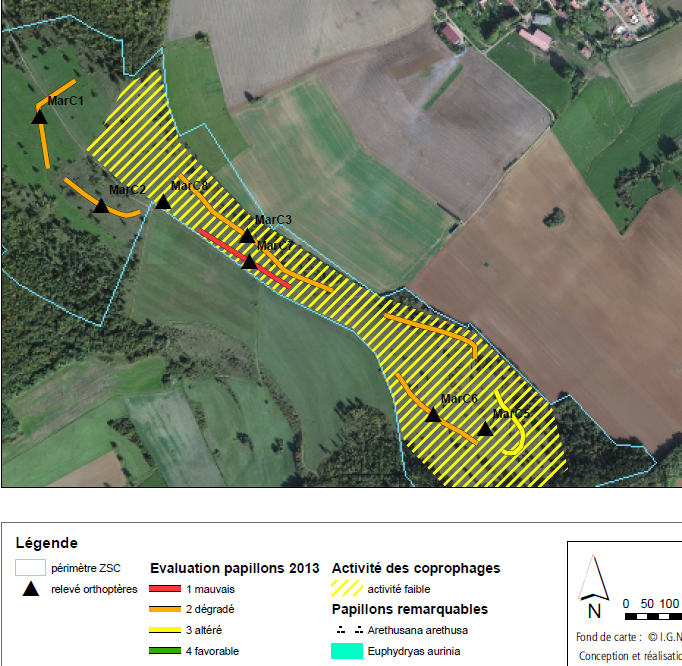 MarC1
MarC2
MarC8
MarC3
MarC7
MarC6
MarC5
Légende
périmètre ZSC
relevé orthoptères
Evaluation papillons 2013
1 mauvais
2 dégradé
3 altéré
4 favorable
Activité des coprophages
activité faible
Papillons remarquables
Arethusana arethusa
Euphydryas aurinia
N
0 50 100
Fond de carte : © I.G.N
Conception et réalisatio